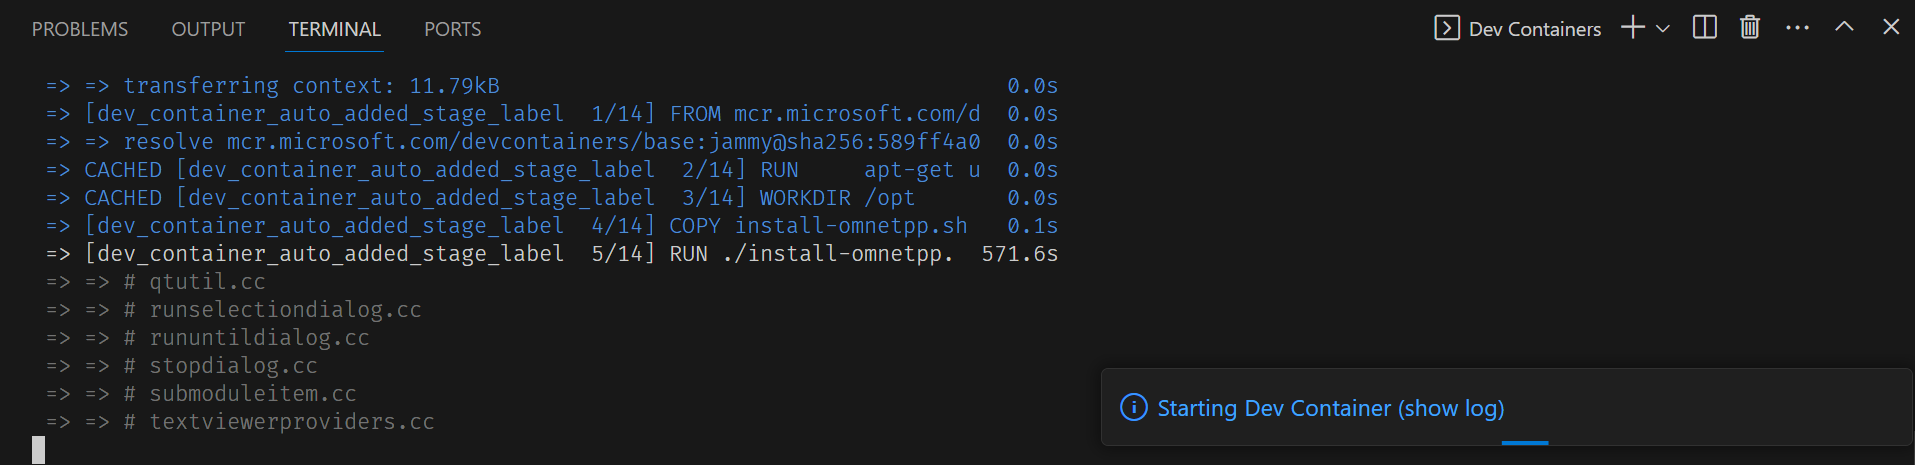 PROBLEMS OUTPUT TERMINAL PORTS Dev Containers
=> => transferring context: 11.79kB 0.0s
=> [dev_container_auto_added_stage_label 1/14] FROM mcr.microsoft.com/d 0.0s
=> => resolve mcr.microsoft.com/devcontainers/base:jammy@sha256:589ff4a0 0.0s
=> CACHED [dev_container_auto_added_stage_label 2/14] RUN apt-get u 0.0s
=> CACHED [dev_container_auto_added_stage_label 3/14] WORKDIR /opt 0.0s
=> [dev_container_auto_added_stage_label 4/14] COPY install-omnetpp.sh 0.1s
=> [dev_container_auto_added_stage_label 5/14] RUN ./install-omnetpp. 571.6s
=> => # qtutil.cc
=> => # runselectiondialog.cc
=> => # rununtildialog.cc
=> => # stopdialog.cc
=> => # submoduleitem.cc
=> => # textviewerproviders.cc
Starting Dev Container (show log)